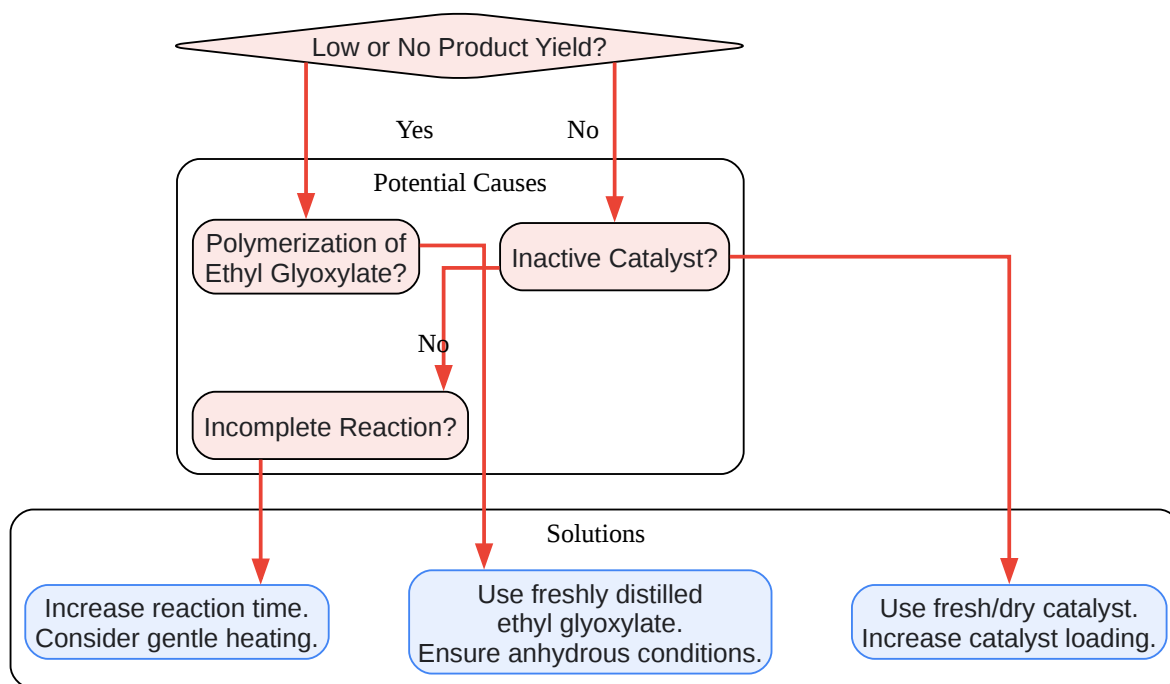 Low or No Product Yield?
Yes
No
Potential Causes
Polymerization of
Ethyl Glyoxylate?
Inactive Catalyst?
No
Incomplete Reaction?
Solutions
Increase reaction time.
Consider gentle heating.
Use freshly distilled
ethyl glyoxylate.
Ensure anhydrous conditions.
Use fresh/dry catalyst.
Increase catalyst loading.